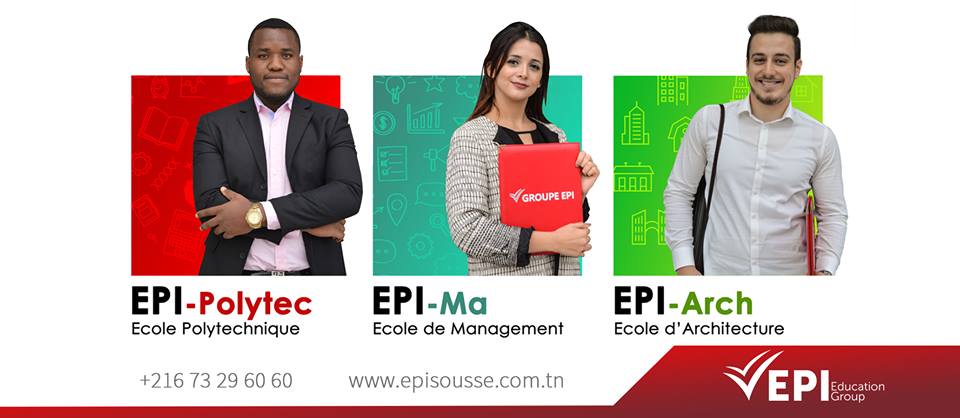 GROUPE EPI
EPI-Polytec
Ecole Polytechnique
EPI-Ma
Ecole de Management
EPI-Arch
Ecole d'Architecture
+216 73 29 60 60
www.episousse.com.tn
EPI Education
Group